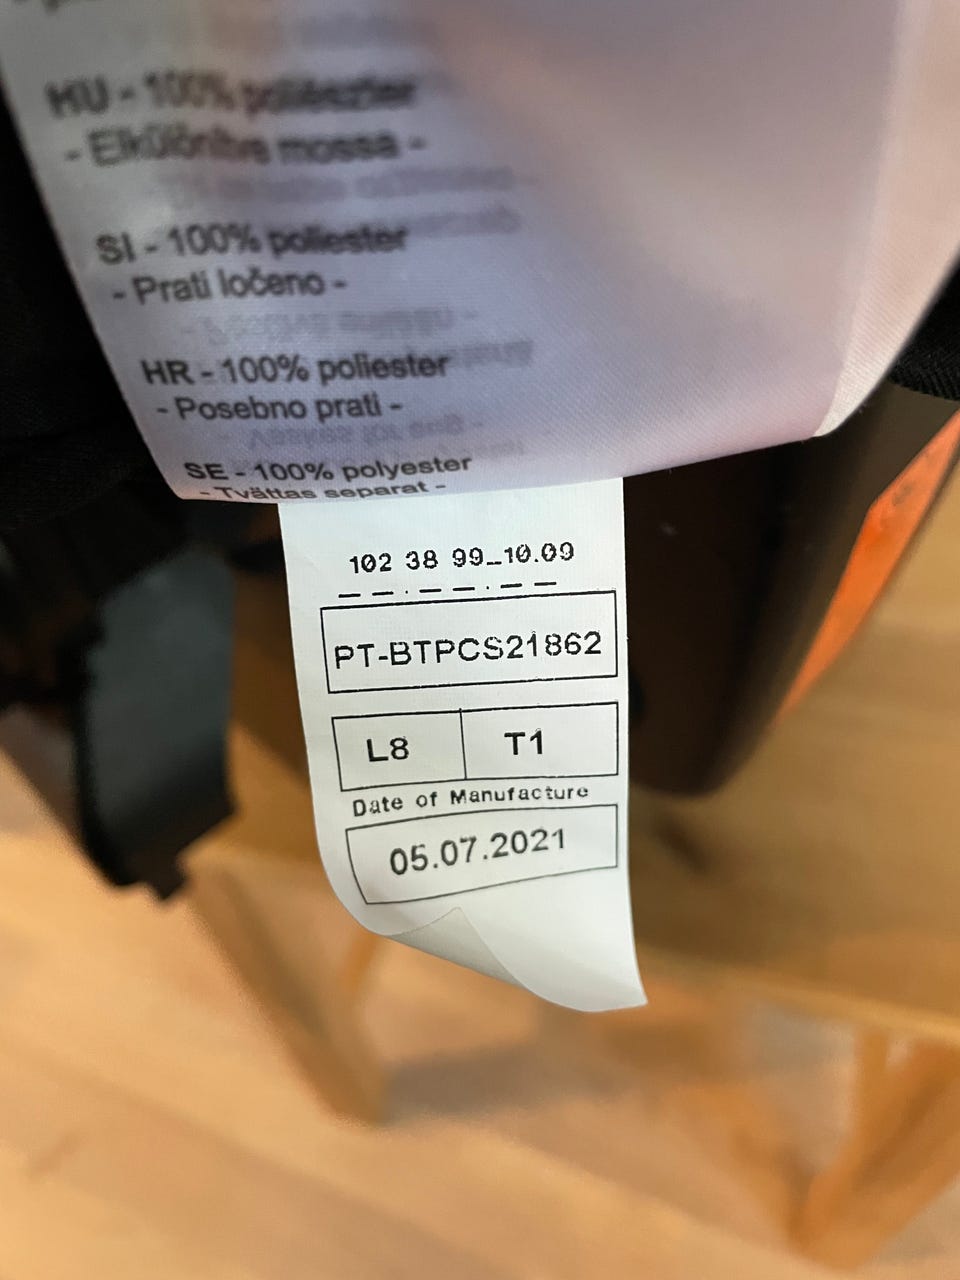 HU - 100% poliészter
- Elkülönítve mossa -
SI - 100% poliester
- Prati ločeno -
HR - 100% poliester
- Posebno prati -
SE - 100% polyester
- Tvättas separat -
102 38 99_10.09
PT-BTPCS21862
L8 T1
Date of Manufacture
05.07.2021